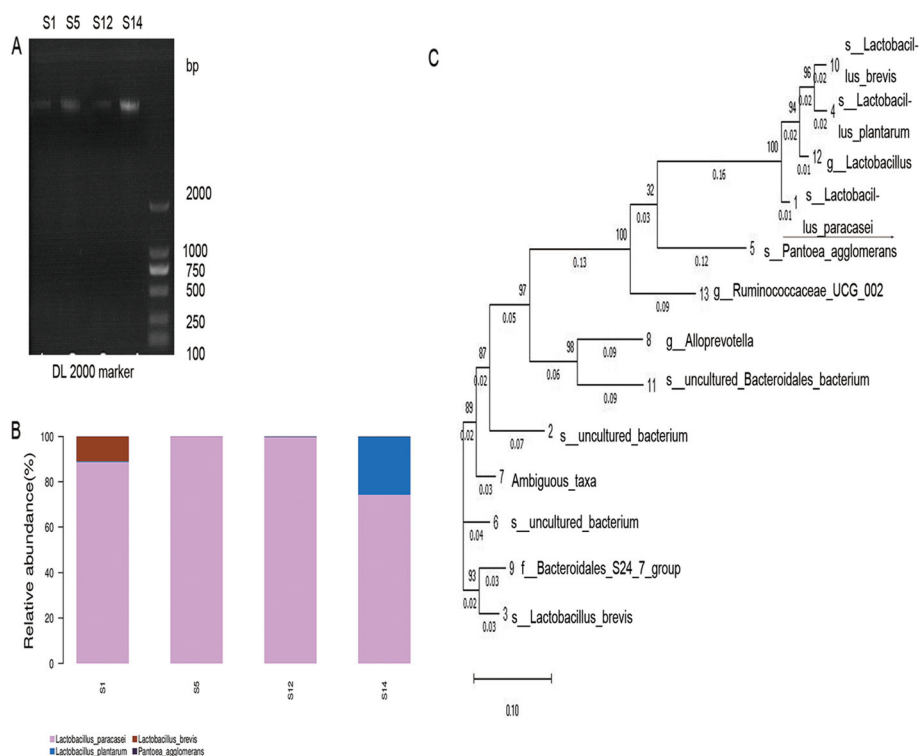 A
S1 S5 S12 S14
bp
2000
1000
750
500
250
100
DL 2000 marker
B
Relative abundance(%)
100
80
60
40
20
0
S1
S5
S12
S14
Lactobacillus_paracasei
Lactobacillus_brevis
Lactobacillus_plantarum
Pantoea_agglomerans
C
s__Lactobacil-
96
10
0.02
lus_brevis
0.02
s__Lactobacil-
94
4
0.02
lus_plantarum
0.02
100
12
g__Lactobacillus
0.01
0.16
s__Lactobacil-
1
32
0.01
lus_paracasei
0.03
5
s__Pantoea_agglomerans
100
0.12
0.13
13
g__Ruminococcaceae_UCG_002
97
0.09
0.05
98
8
g__Alloprevotella
0.09
0.06
11
s__uncultured_Bacteroidales_bacterium
87
0.09
0.02
2
89
0.07
s__uncultured_bacterium
0.02
7
Ambiguous_taxa
0.03
6
s__uncultured_bacterium
0.04
93
9
f__Bacteroidales_S24_7_group
0.03
0.02
3
s__Lactobacillus_brevis
0.03
0.10